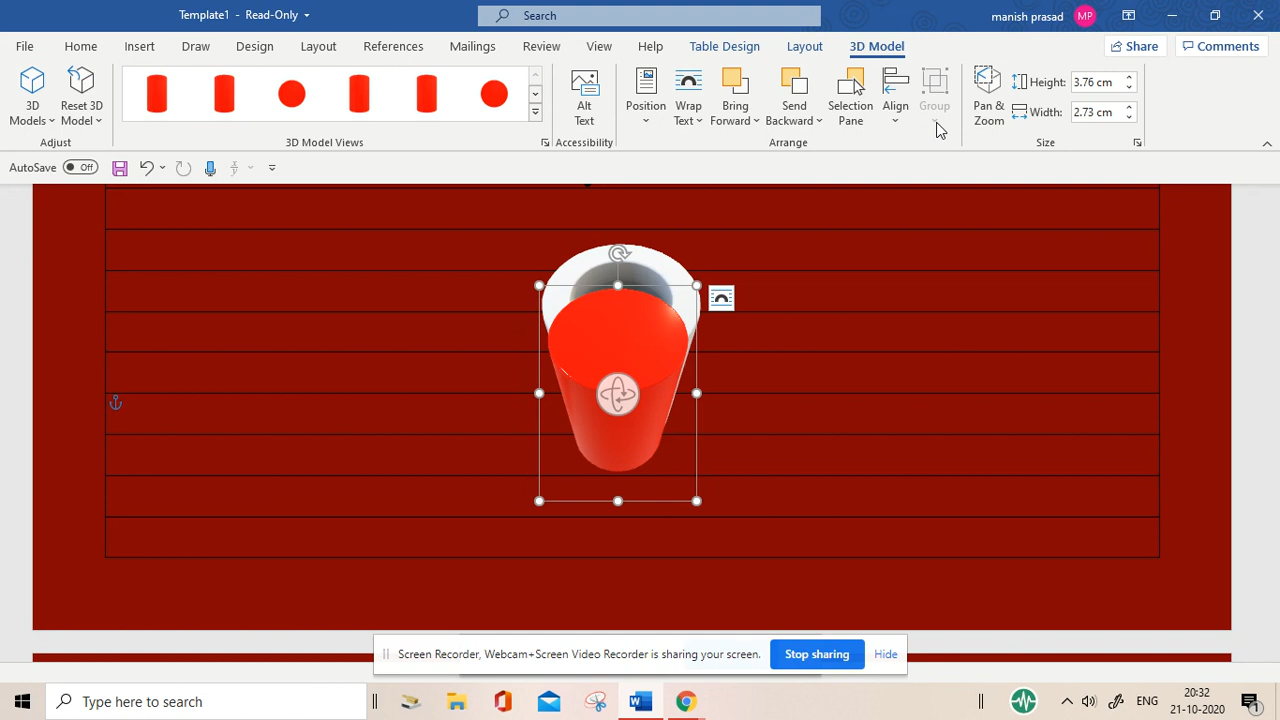 Template1 - Read-Only
Search
manish prasad MP
File Home Insert Draw Design Layout References Mailings Review View Help Table Design Layout 3D Model Share Comments
3D Models
Reset 3D Model
Adjust
3D Model Views
Alt Text
Accessibility
Position
Wrap Text
Bring Forward
Send Backward
Selection Pane
Align
Group
Arrange
Pan & Zoom
Height: 3.76 cm
Width: 2.73 cm
Size
AutoSave Off
Screen Recorder, Webcam+Screen Video Recorder is sharing your screen. Stop sharing Hide
Type here to search
ENG
20:32
21-10-2020
1